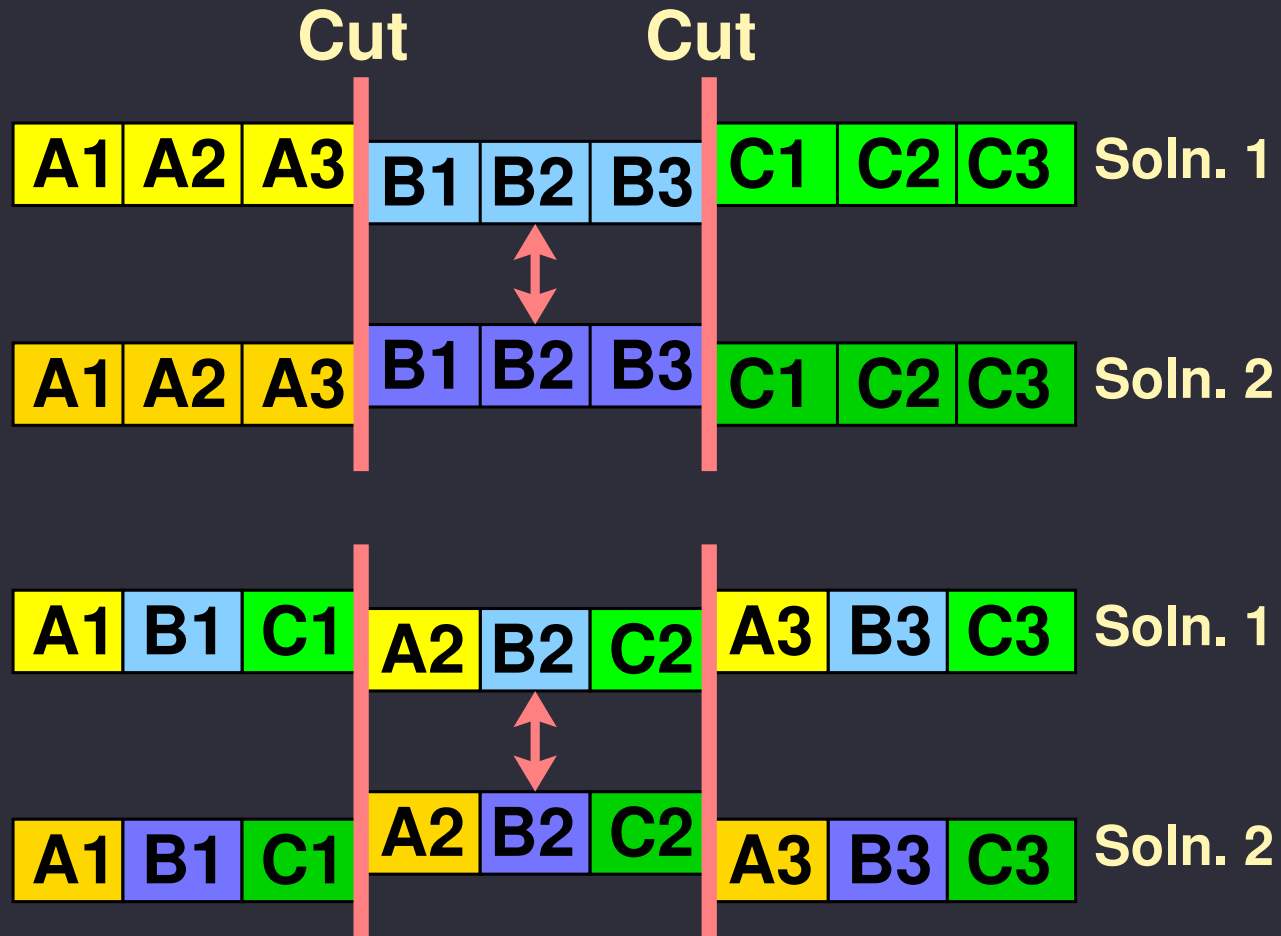 Cut Cut
A1 A2 A3 B1 B2 B3 C1 C2 C3 Soln. 1
A1 A2 A3 B1 B2 B3 C1 C2 C3 Soln. 2
A1 B1 C1 A2 B2 C2 A3 B3 C3 Soln. 1
A1 B1 C1 A2 B2 C2 A3 B3 C3 Soln. 2